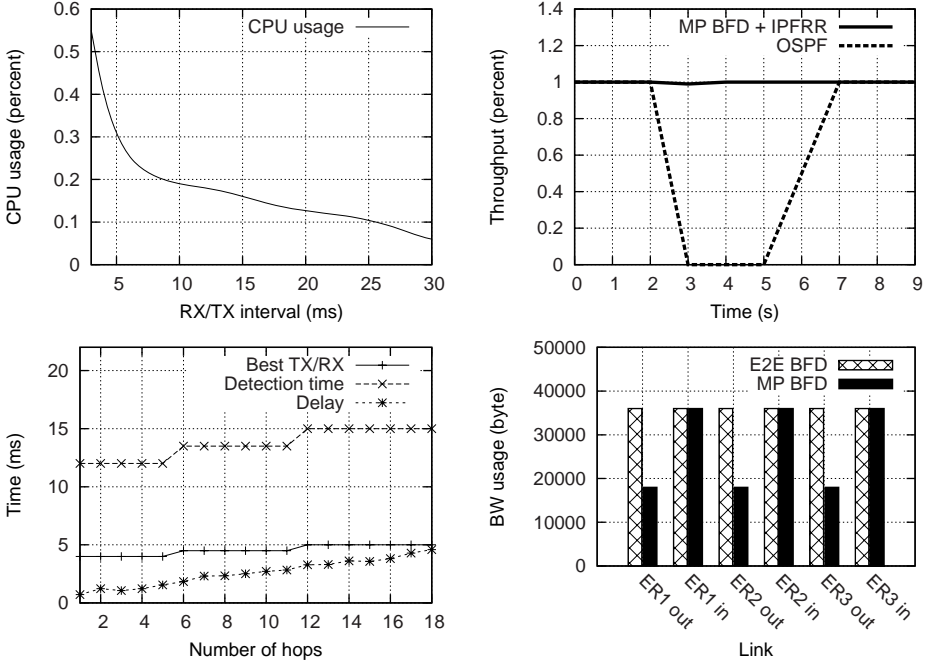 CPU usage (percent)
0.6
0.5
0.4
0.3
0.2
0.1
0
CPU usage
5 10 15 20 25 30
RX/TX interval (ms)
Throughput (percent)
1.4
1.2
1
0.8
0.6
0.4
0.2
0
MP BFD + IPFRR
OSPF
0 1 2 3 4 5 6 7 8 9
Time (s)
Time (ms)
20
15
10
5
0
Best TX/RX
Detection time
Delay
2 4 6 8 10 12 14 16 18
Number of hops
BW usage (byte)
50000
40000
30000
20000
10000
0
E2E BFD
MP BFD
ER1 out
ER1 in
ER2 out
ER2 in
ER3 out
ER3 in
Link